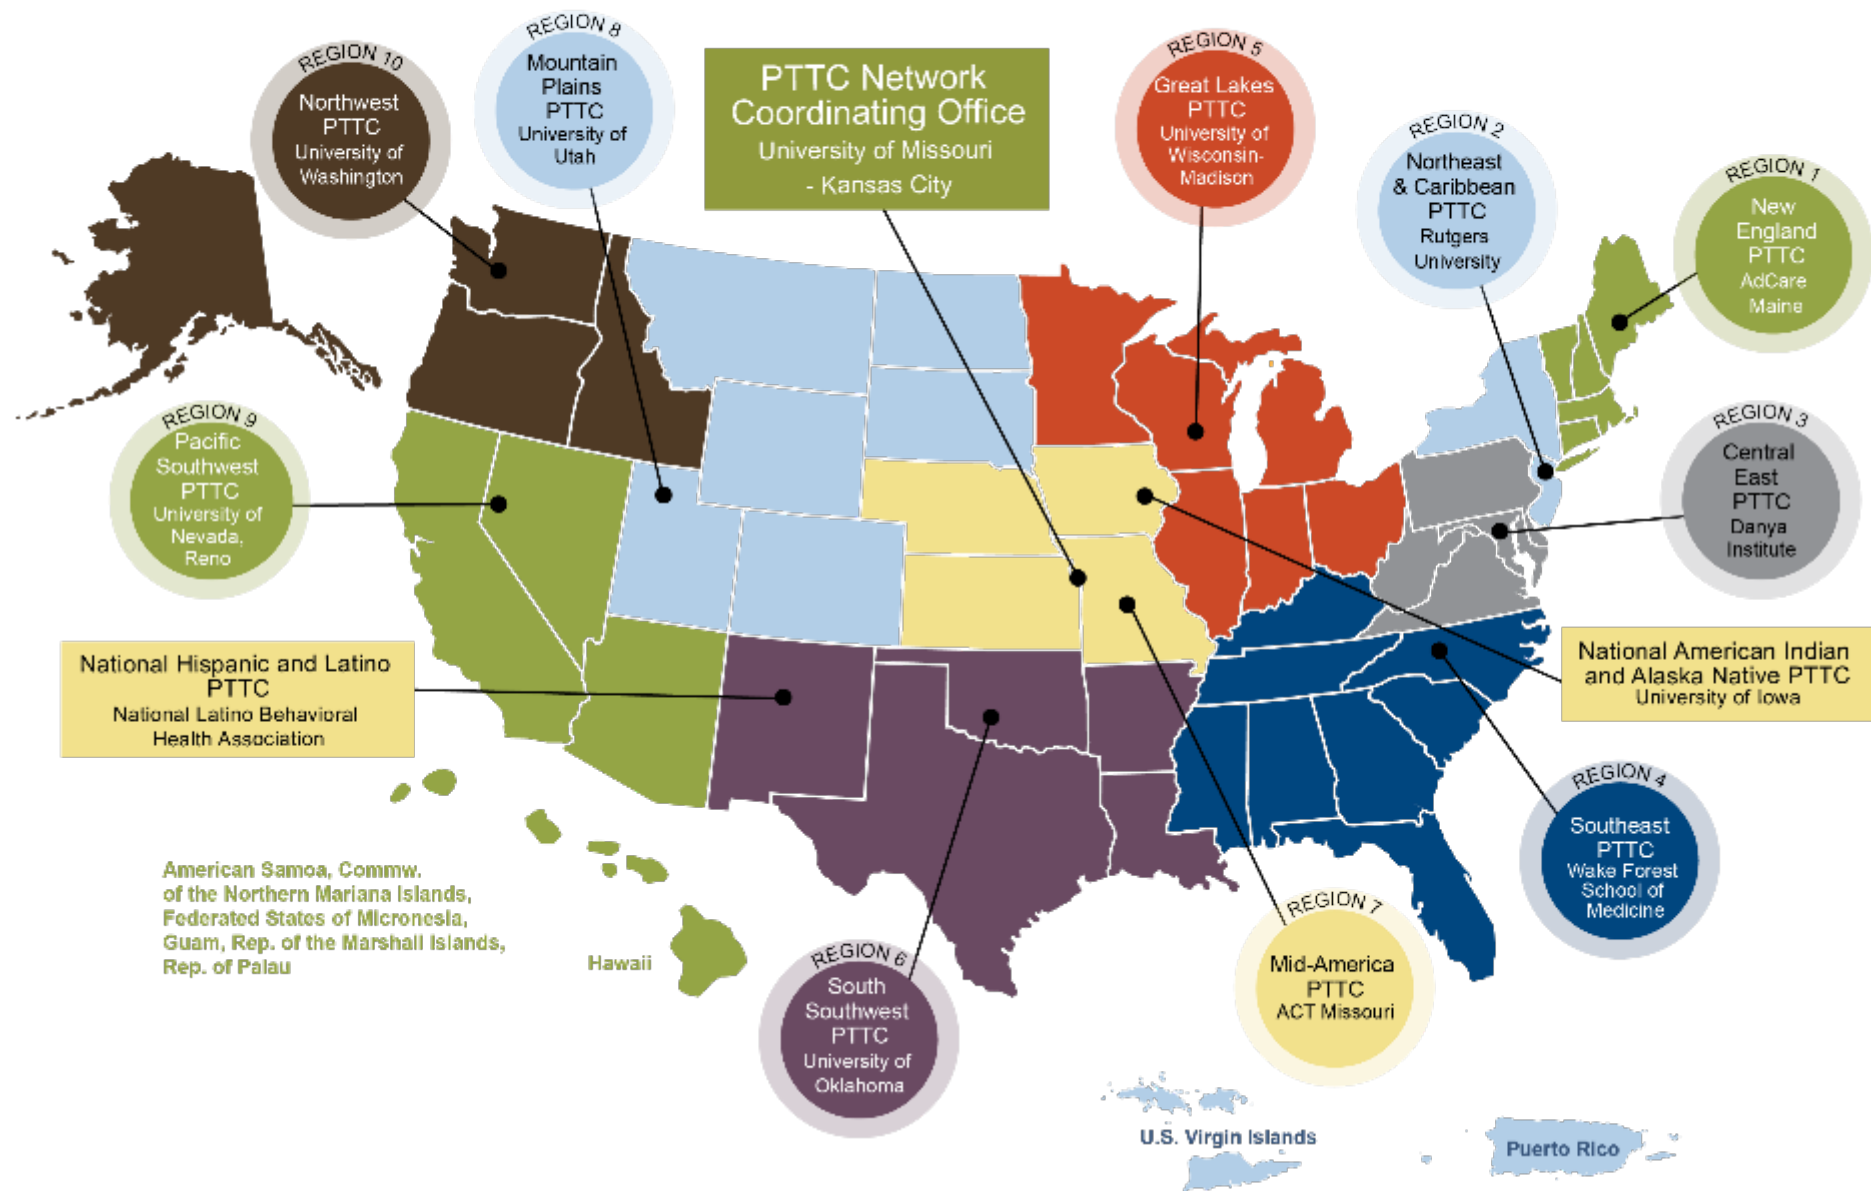 REGION 10
Northwest
PTTC
University of
Washington
REGION 8
Mountain
Plains
PTTC
University of
Utah
PTTC Network
Coordinating Office
University of Missouri
- Kansas City
REGION 5
Great Lakes
PTTC
University of
Wisconsin-
Madison
REGION 2
Northeast
& Caribbean
PTTC
Rutgers
University
REGION 1
New
England
PTTC
AdCare
Maine
REGION 9
Pacific
Southwest
PTTC
University of
Nevada,
Reno
REGION 3
Central
East
PTTC
Danya
Institute
National Hispanic and Latino
PTTC
National Latino Behavioral
Health Association
National American Indian
and Alaska Native PTTC
University of Iowa
REGION 4
Southeast
PTTC
Wake Forest
School of
Medicine
American Samoa, Commw.
of the Northern Mariana Islands,
Federated States of Micronesia,
Guam, Rep. of the Marshall Islands,
Rep. of Palau
Hawaii
REGION 6
South
Southwest
PTTC
University of
Oklahoma
REGION 7
Mid-America
PTTC
ACT Missouri
U.S. Virgin Islands
Puerto Rico